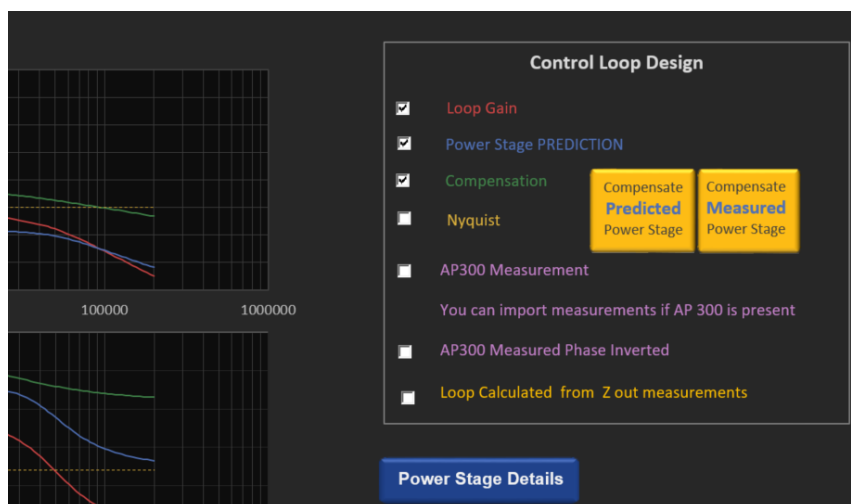 Control Loop Design
Loop Gain
Power Stage PREDICTION
Compensation
Nyquist
Compensate
Predicted
Power Stage
Compensate
Measured
Power Stage
AP300 Measurement
You can import measurements if AP 300 is present
AP300 Measured Phase Inverted
Loop Calculated from Z out measurements
100000
1000000
Power Stage Details